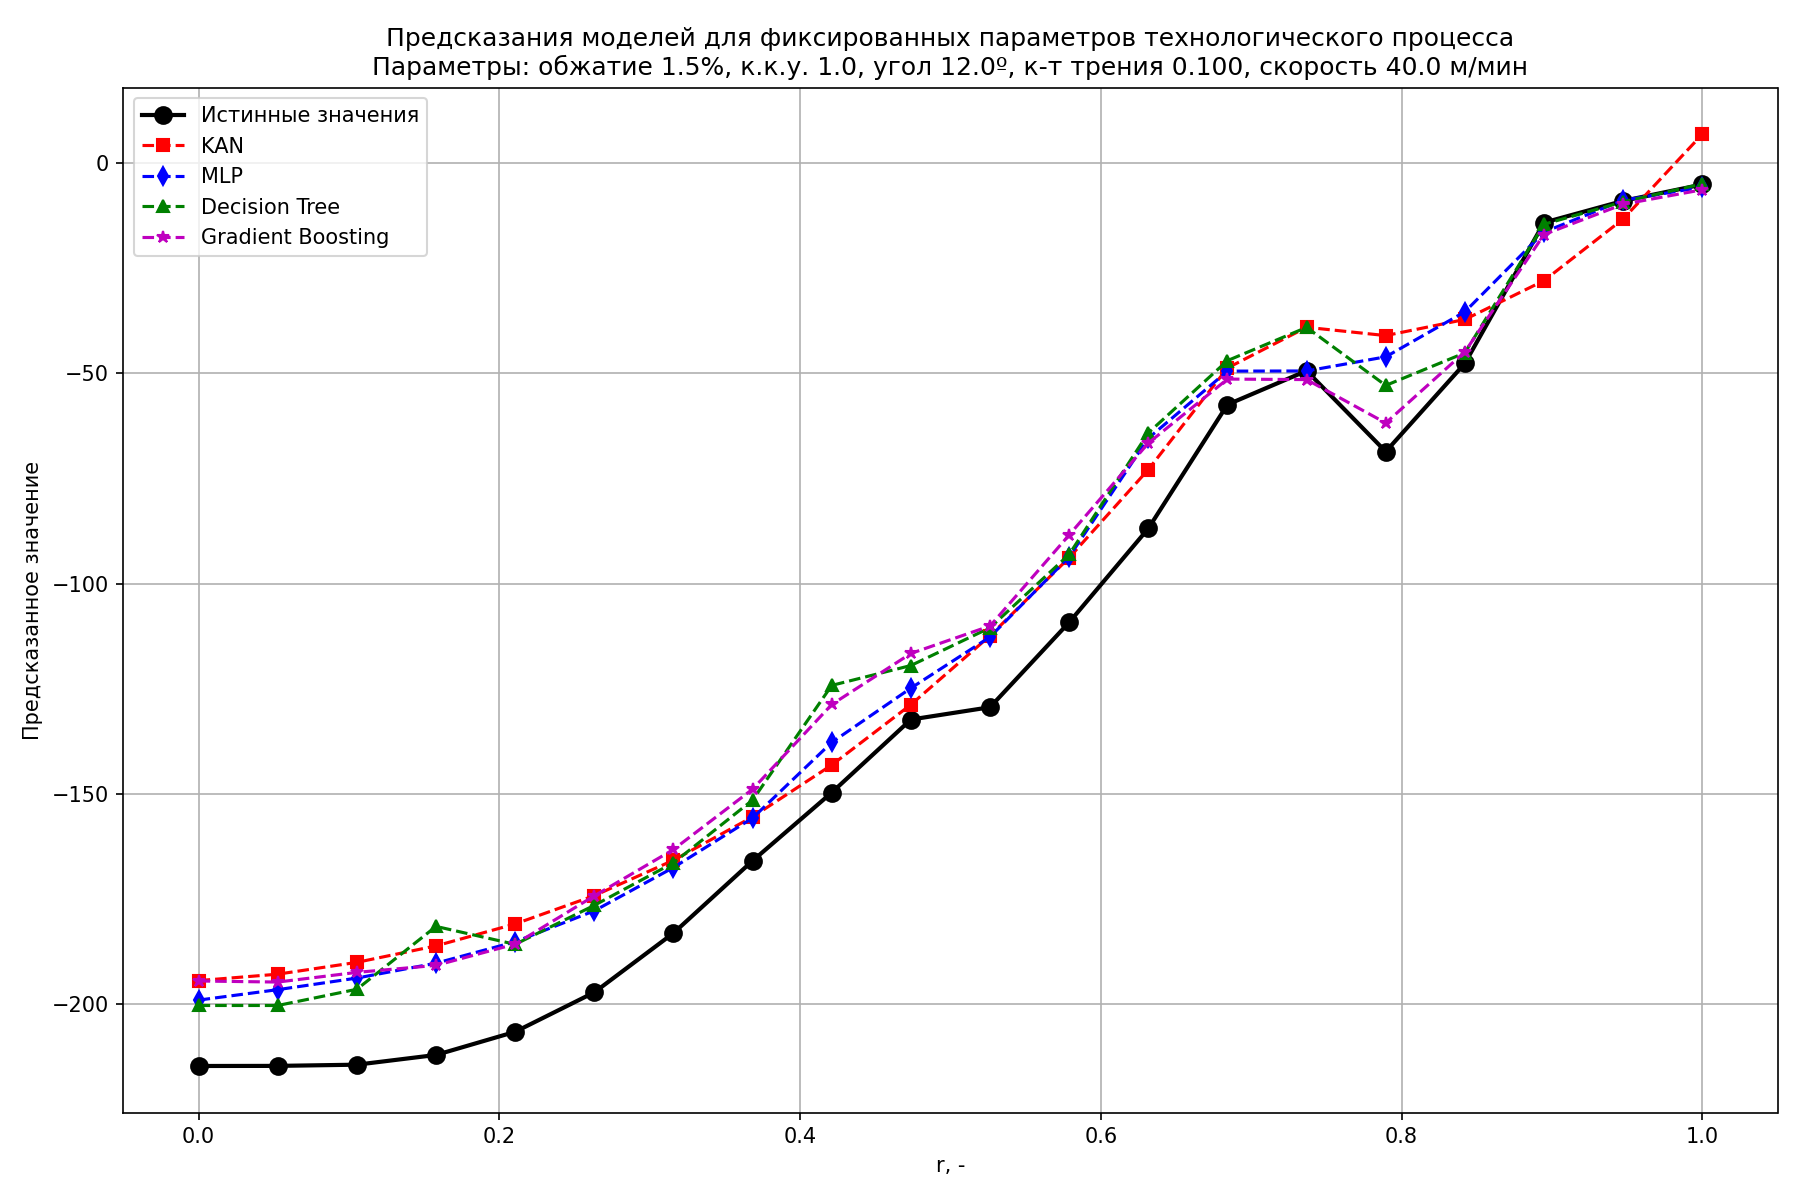 Предсказания моделей для фиксированных параметров технологического процесса
Параметры: обжатие 1.5%, к.к.у. 1.0, угол 12.0º, к-т трения 0.100, скорость 40.0 м/мин
Истинные значения
KAN
MLP
Decision Tree
Gradient Boosting
Предсказанное значение
0
−50
−100
−150
−200
0.0 0.2 0.4 0.6 0.8 1.0
r, -